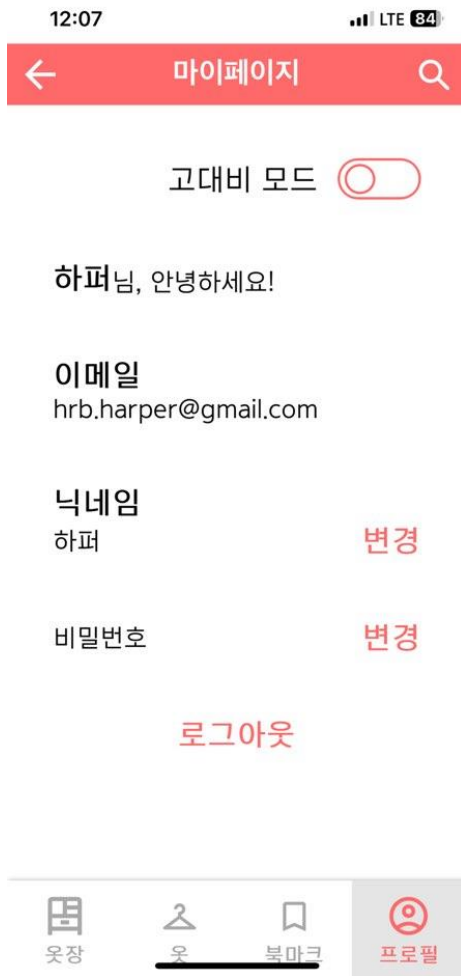 12:07
LTE 84
마이페이지
고대비 모드
하퍼님, 안녕하세요!
이메일
hrb.harper@gmail.com
닉네임
하퍼
변경
비밀번호
변경
로그아웃
옷장
옷
북마크
프로필